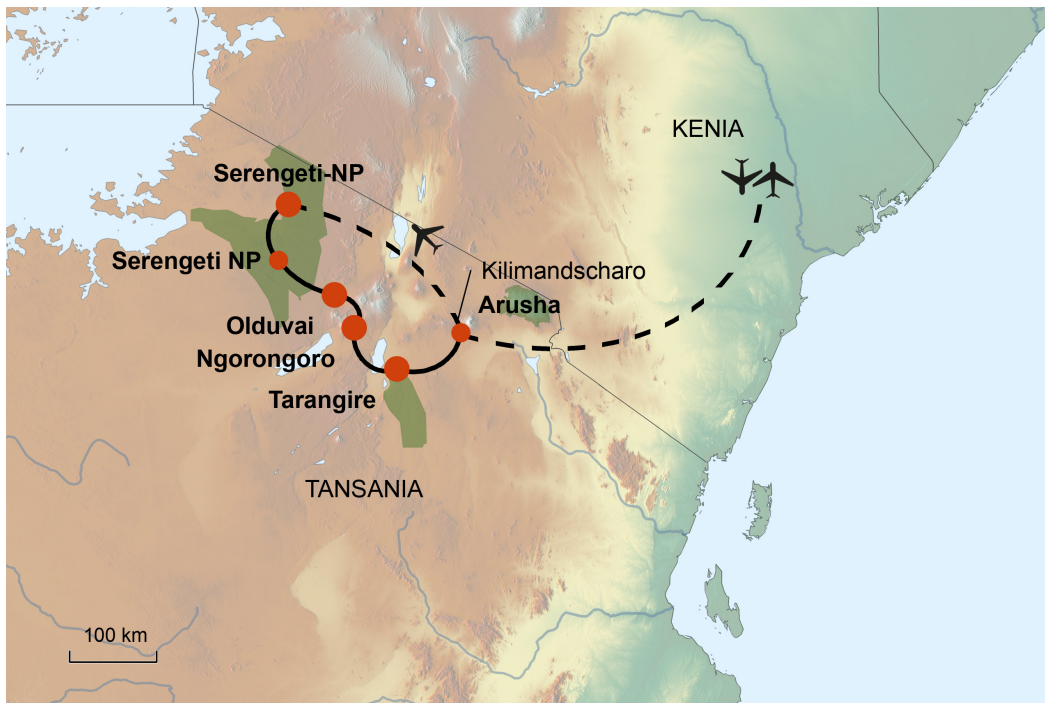 KENIA
Serengeti-NP
Serengeti NP
Kilimandscharo
Arusha
Olduvai
Ngorongoro
Tarangire
TANSANIA
100 km